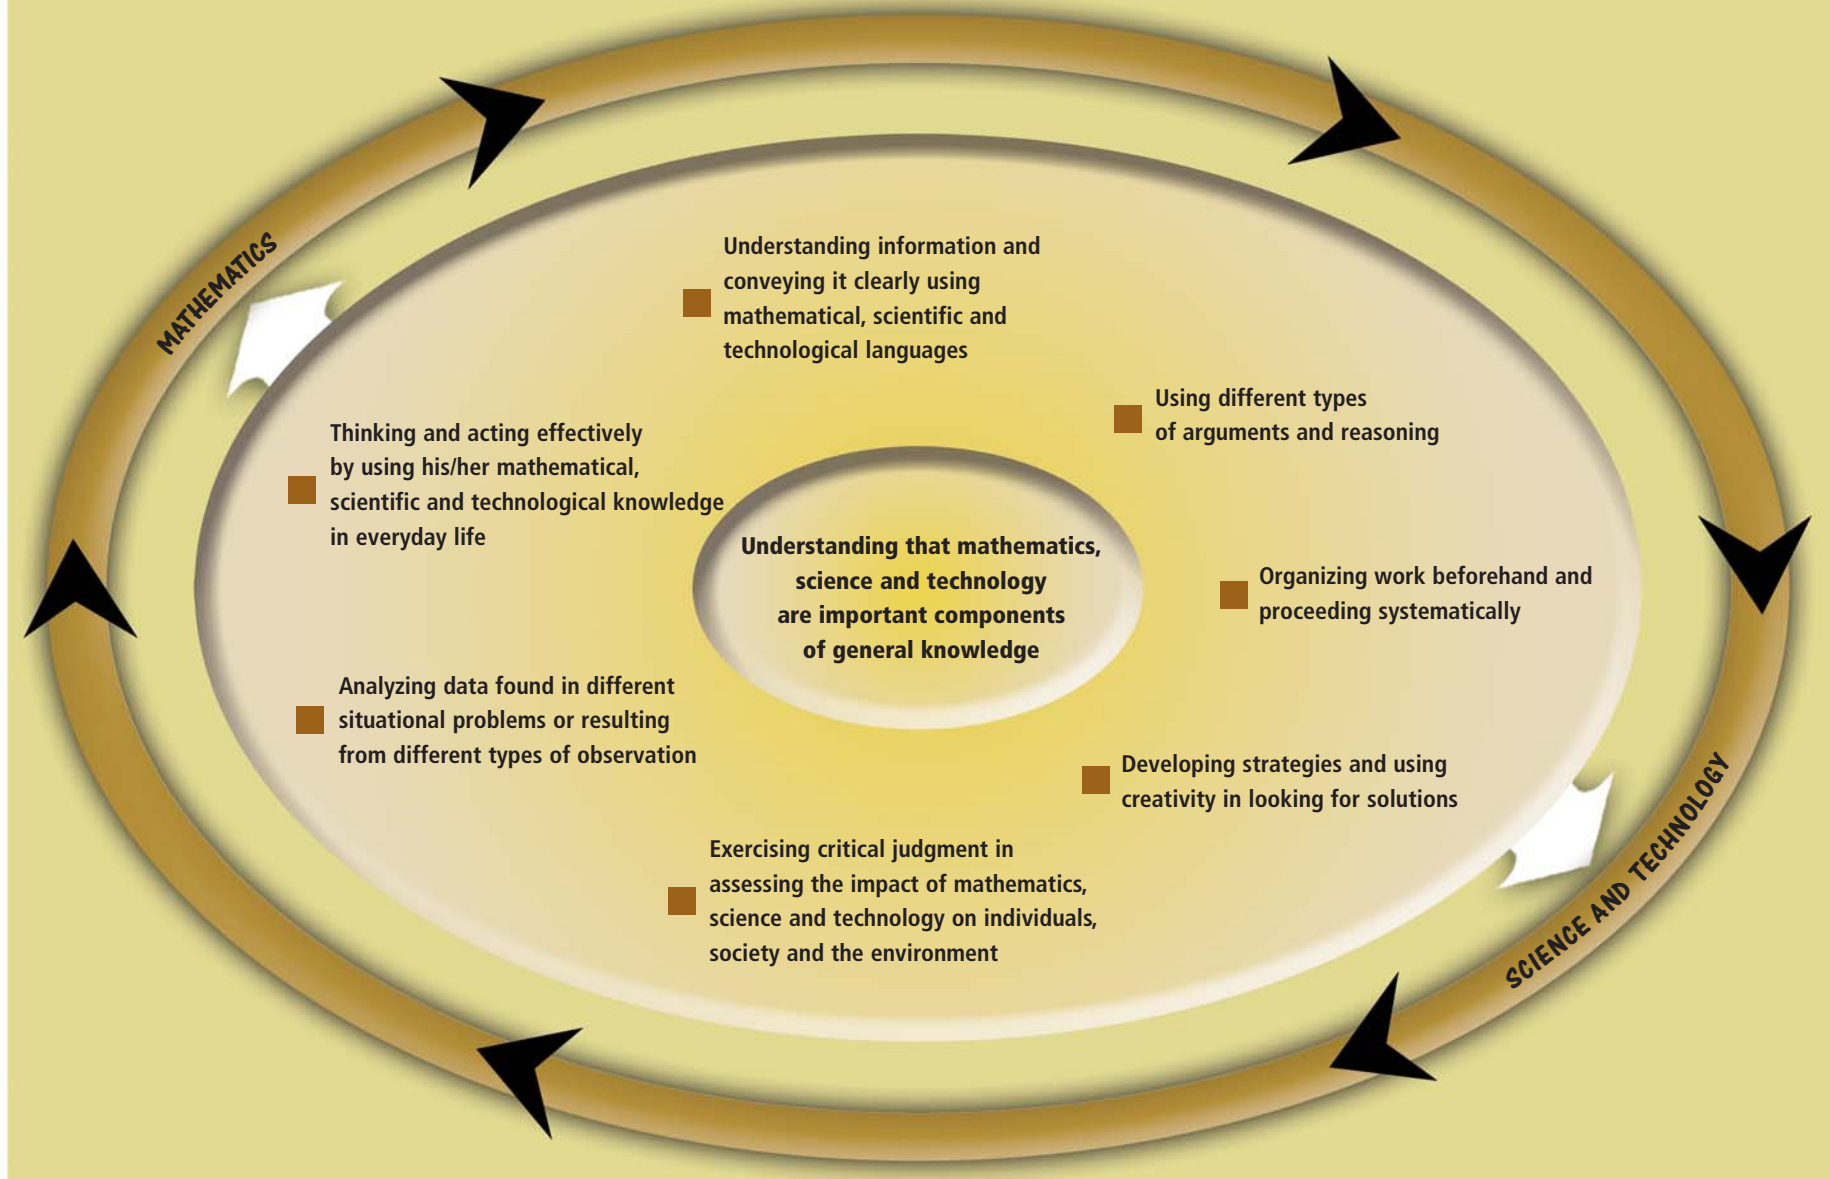 MATHEMATICS
Understanding information and
conveying it clearly using
mathematical, scientific and
technological languages
Using different types
of arguments and reasoning
Thinking and acting effectively
by using his/her mathematical,
scientific and technological knowledge
in everyday life
Understanding that mathematics,
science and technology
are important components
of general knowledge
Organizing work beforehand and
proceeding systematically
Analyzing data found in different
situational problems or resulting
from different types of observation
Developing strategies and using
creativity in looking for solutions
Exercising critical judgment in
assessing the impact of mathematics,
science and technology on individuals,
society and the environment
SCIENCE AND TECHNOLOGY